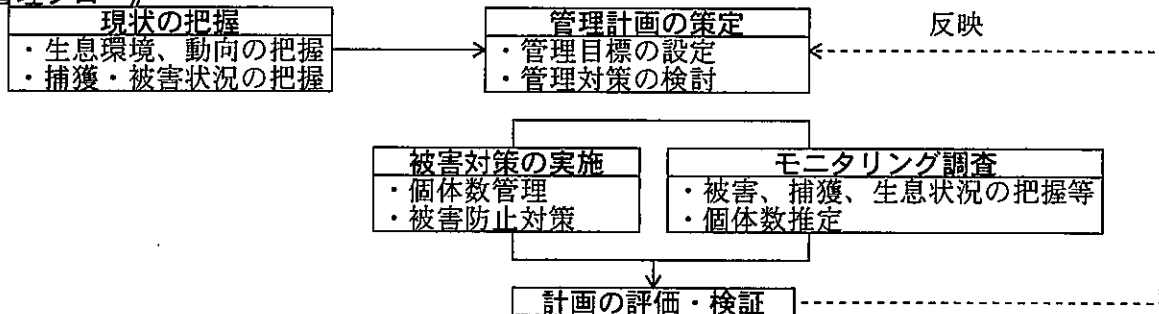 現状の把握
・生息環境、動向の把握
・捕獲・被害状況の把握
管理計画の策定
・管理目標の設定
・管理対策の検討
反映
被害対策の実施
・個体数管理
・被害防止対策
モニタリング調査
・被害、捕獲、生息状況の把握等
・個体数推定
計画の評価・検証